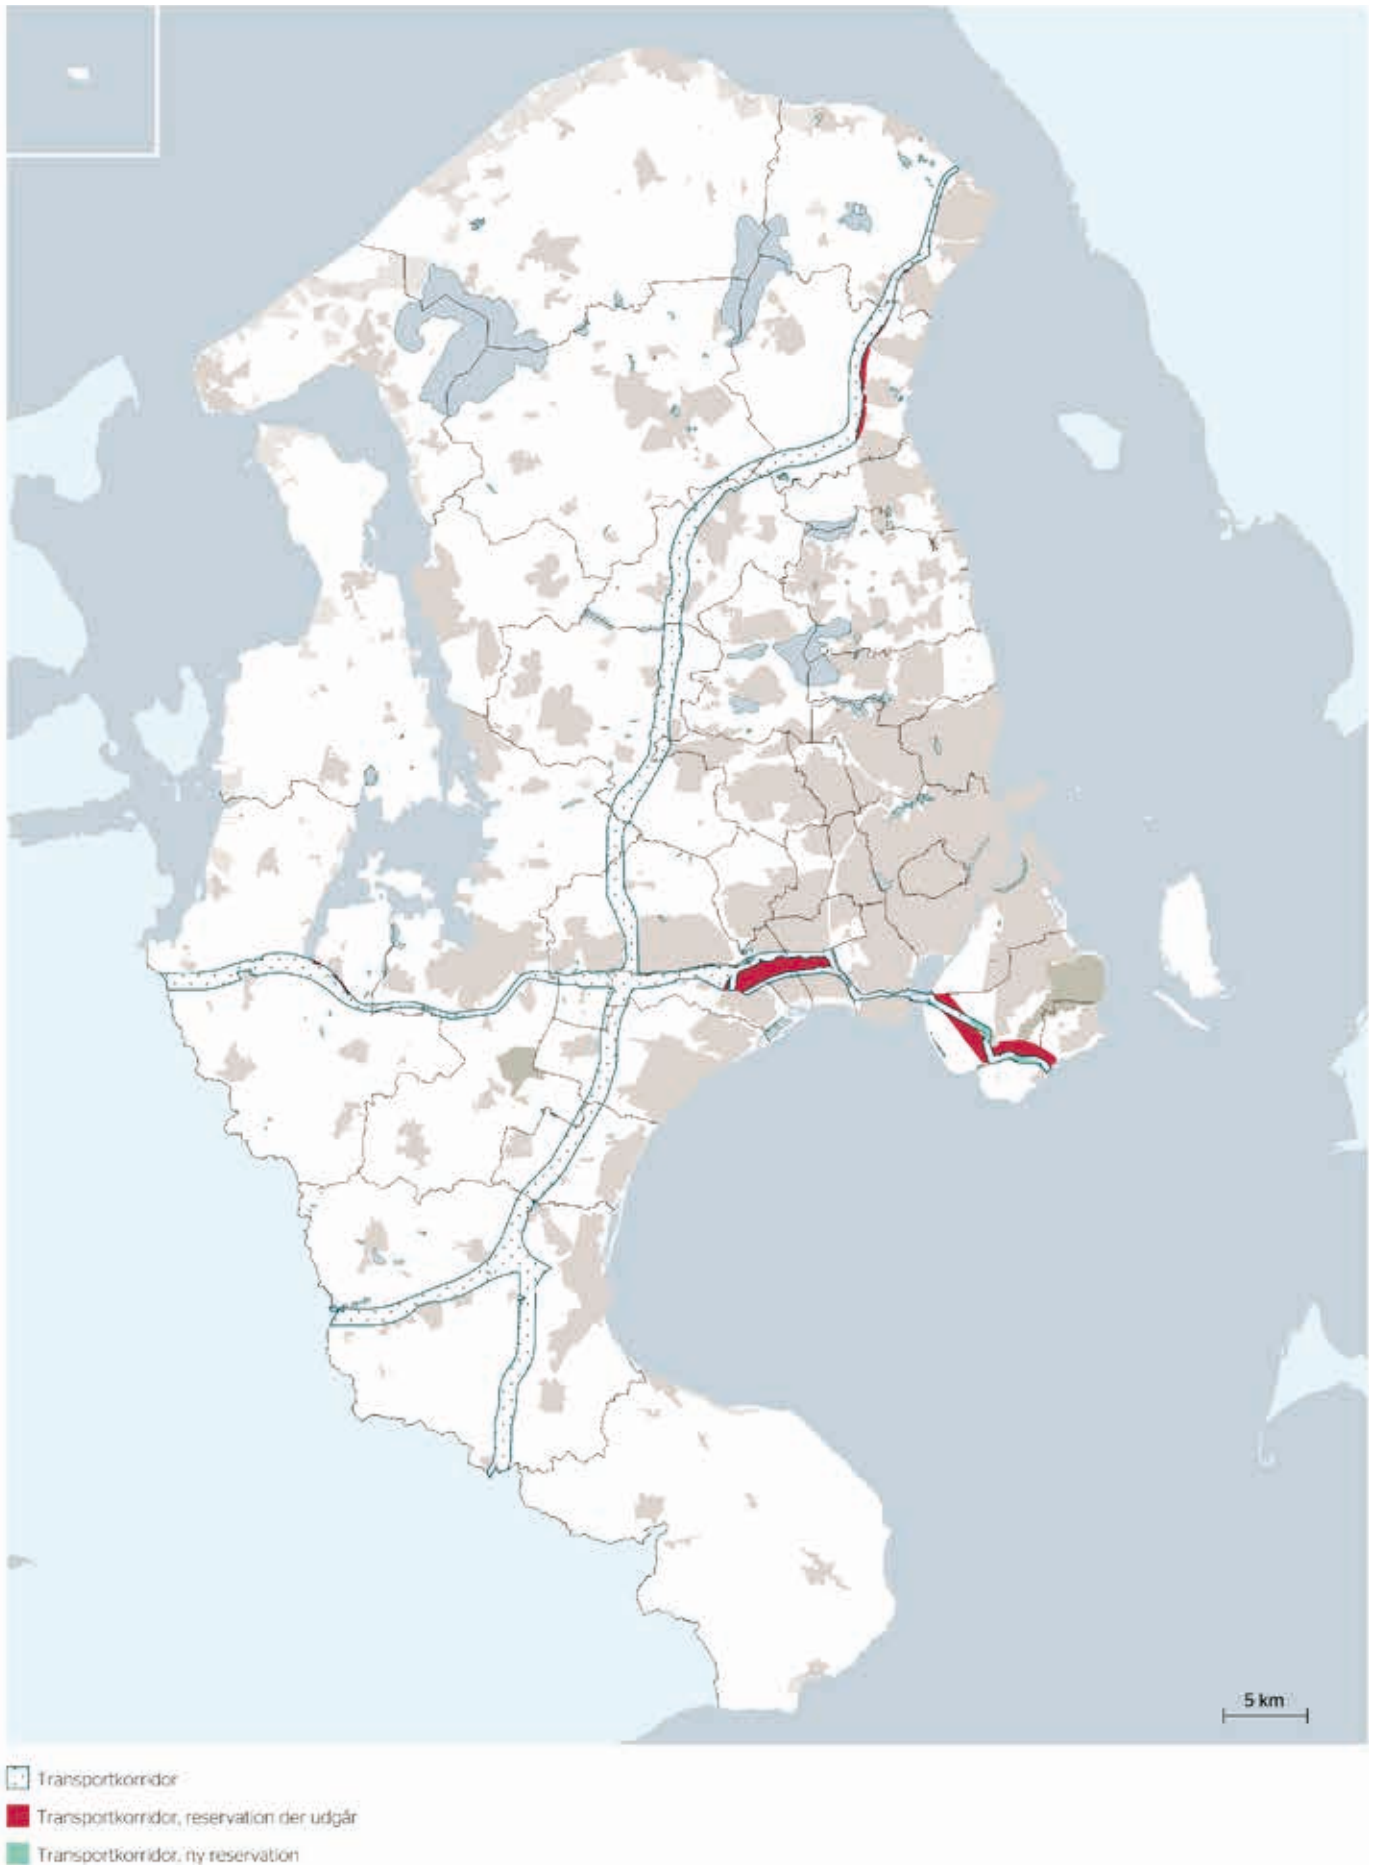 5 km
Transportkorridor
Transportkorridor, reservation der udgår
Transportkorridor, ny reservation